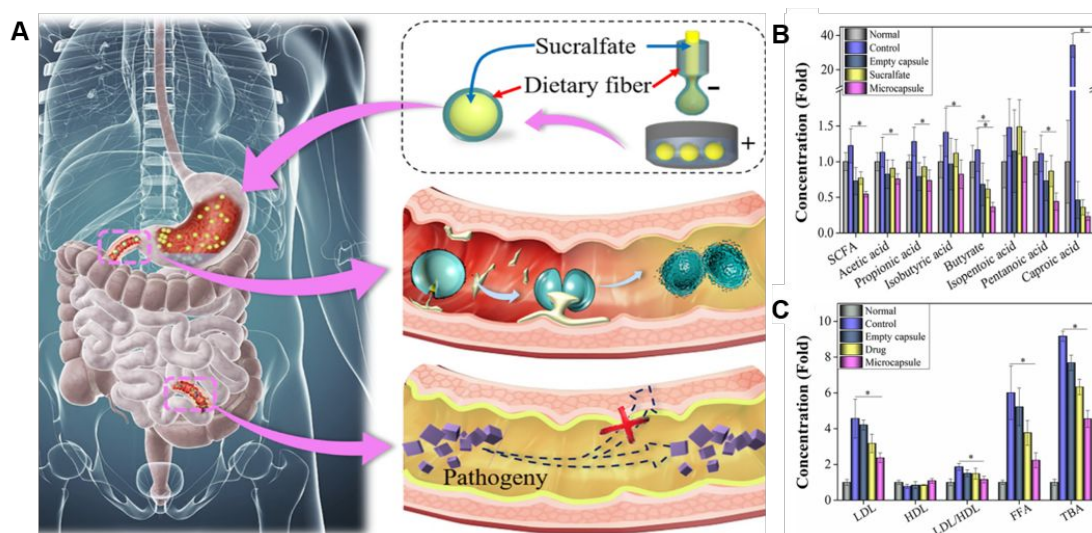 A
Sucralfate
Dietary fiber
−
+
Pathogeny
B
Normal
Control
Empty capsule
Sucralfate
Microcapsule
Concentration (Fold)
40
20
1.5
1.0
0.5
0.0
*
*
*
*
*
*
*
*
SCFA
Acetic acid
Propionic acid
Isobutyric acid
Butyrate
Isopentoic acid
Pentanoic acid
Caproic acid
C
Normal
Control
Empty capsule
Drug
Microcapsule
Concentration (Fold)
10
8
6
4
2
0
*
*
*
*
LDL
HDL
LDL/HDL
FFA
TBA